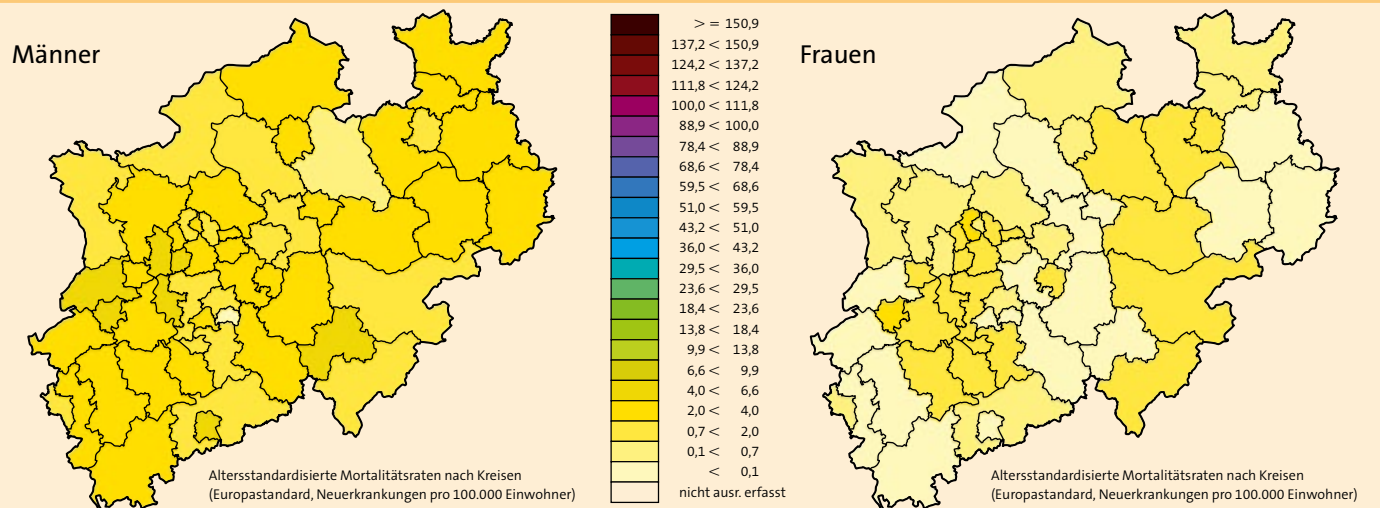 Männer
> = 150,9
137,2 < 150,9
124,2 < 137,2
111,8 < 124,2
100,0 < 111,8
88,9 < 100,0
78,4 < 88,9
68,6 < 78,4
59,5 < 68,6
51,0 < 59,5
43,2 < 51,0
36,0 < 43,2
29,5 < 36,0
23,6 < 29,5
18,4 < 23,6
13,8 < 18,4
9,9 < 13,8
6,6 < 9,9
4,0 < 6,6
2,0 < 4,0
0,7 < 2,0
0,1 < 0,7
< 0,1
nicht ausr. erfasst
Altersstandardisierte Mortalitätsraten nach Kreisen
(Europastandard, Neuerkrankungen pro 100.000 Einwohner)
Frauen
Altersstandardisierte Mortalitätsraten nach Kreisen
(Europastandard, Neuerkrankungen pro 100.000 Einwohner)